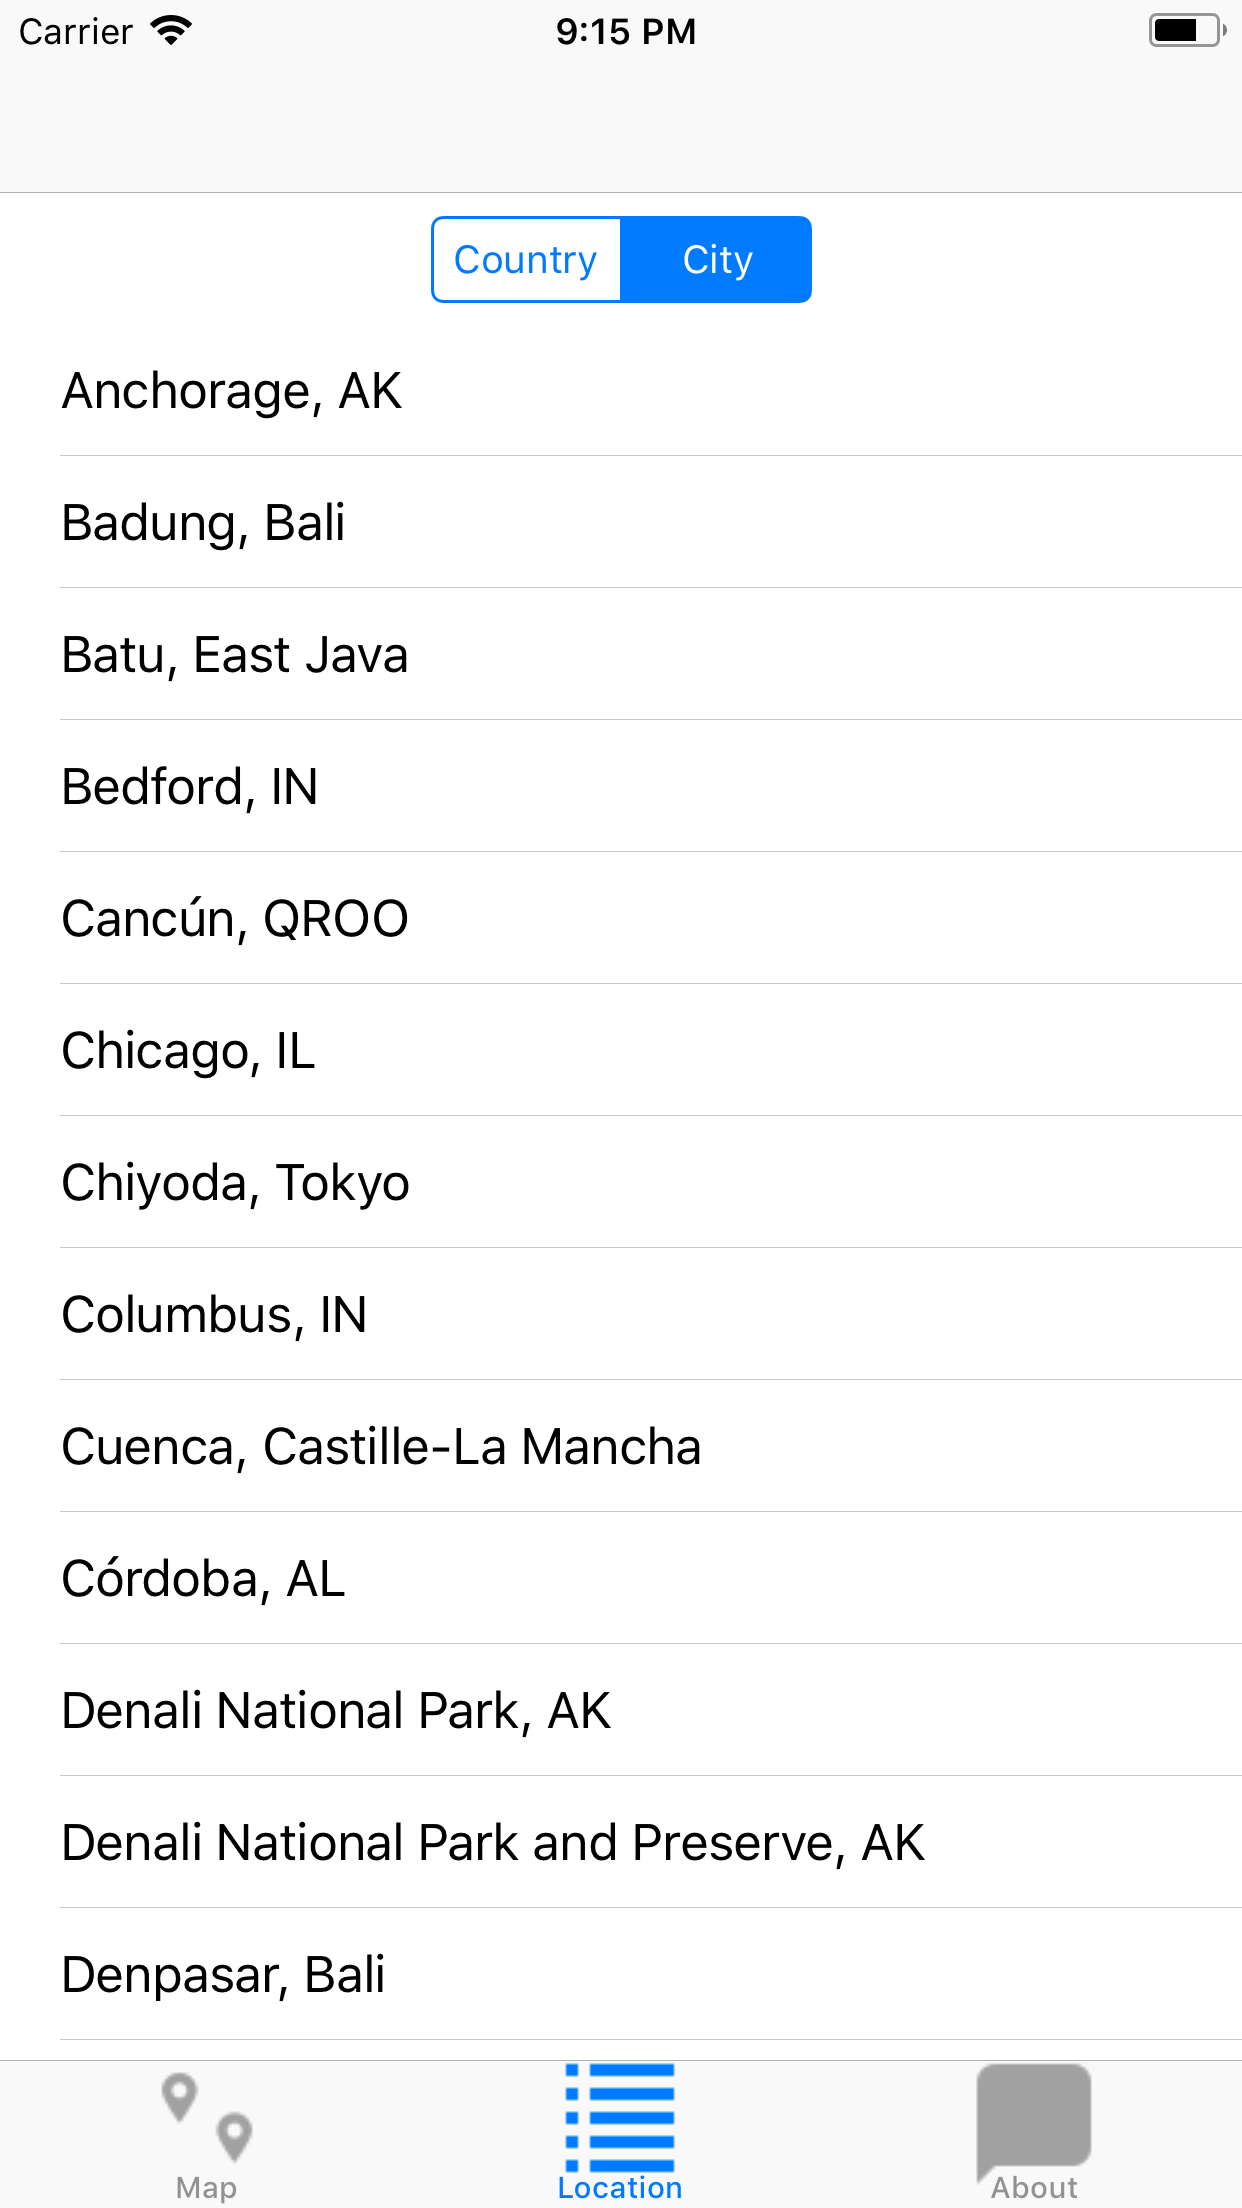 Carrier 9:15 PM
Country City
Anchorage, AK
Badung, Bali
Batu, East Java
Bedford, IN
Cancún, QROO
Chicago, IL
Chiyoda, Tokyo
Columbus, IN
Cuenca, Castille-La Mancha
Córdoba, AL
Denali National Park, AK
Denali National Park and Preserve, AK
Denpasar, Bali
Map Location About